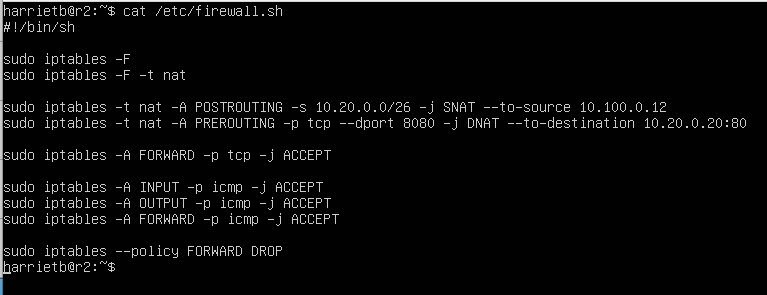 harrietb@r2:~$ cat /etc/firewall.sh
#!/bin/sh
sudo iptables -F
sudo iptables -F -t nat
sudo iptables -t nat -A POSTROUTING -s 10.20.0.0/26 -j SNAT --to-source 10.100.0.12
sudo iptables -t nat -A PREROUTING -p tcp --dport 8080 -j DNAT --to-destination 10.20.0.20:80
sudo iptables -A FORWARD -p tcp -j ACCEPT
sudo iptables -A INPUT -p icmp -j ACCEPT
sudo iptables -A OUTPUT -p icmp -j ACCEPT
sudo iptables -A FORWARD -p icmp -j ACCEPT
sudo iptables --policy FORWARD DROP
harrietb@r2:~$